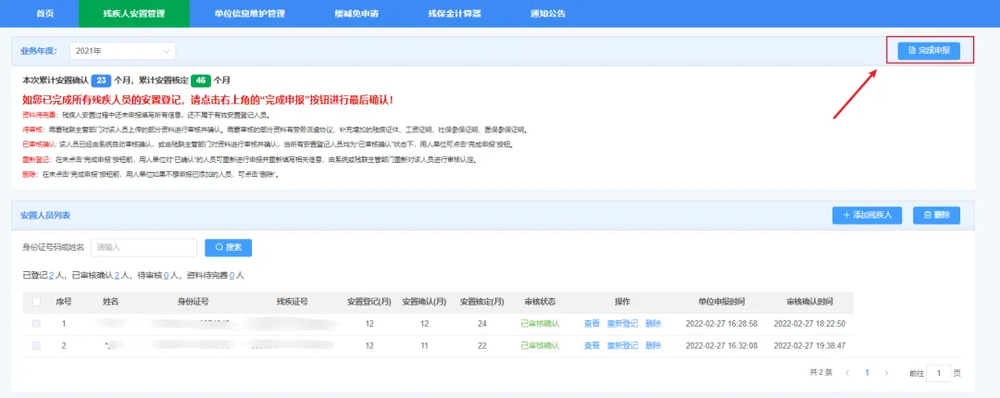 首页 残疾人安置管理 单位信息维护管理 缓减免申请 残保金计算器 通知公告
业务年度： 2021年 完成申报
本次累计安置确认 23 个月，累计安置核定 46 个月
如您已完成所有残疾人员的安置登记，请点击右上角的“完成申报”按钮进行最后确认！
资料待完善：残疾人安置过程中还未申报填写所有信息，还不属于有效安置登记人员。
待审核：需要残联主管部门对该人员上传的部分资料进行审核并确认。需要审核的部分资料有劳务派遣协议、补充增加的残疾证件、工资证明、社保参保证明、医保参保证明。
已审核确认：该人员已经由系统自动审核确认，或由残联主管部门对资料进行审核并确认，当所有安置登记人员均为“已审核确认”状态下，用人单位可点击“完成申报”按钮。
重新登记：在未点击“完成申报”按钮前，用人单位对“已确认”的人员可重新进行申报并重新填写相关信息，由系统或残联主管部门重新对该人员进行审核认定。
删除：在未点击“完成申报”按钮前，用人单位如果不想申报已添加的人员，可点击“删除”。
安置人员列表 + 添加残疾人 删除
身份证号码或姓名 请输入 搜索
已登记2人，已审核确认2人，待审核0人，资料待完善0人
序号 姓名 身份证号 残疾证号 安置登记(月) 安置确认(月) 安置核定(月) 审核状态 操作 单位申报时间 审核确认时间
1 12 12 24 已审核确认 查看 重新登记 删除 2022-02-27 16:28:58 2022-02-27 18:22:50
2 12 11 22 已审核确认 查看 重新登记 删除 2022-02-27 16:32:08 2022-02-27 19:38:47
共 2 条 < 1 > 前往 1 页